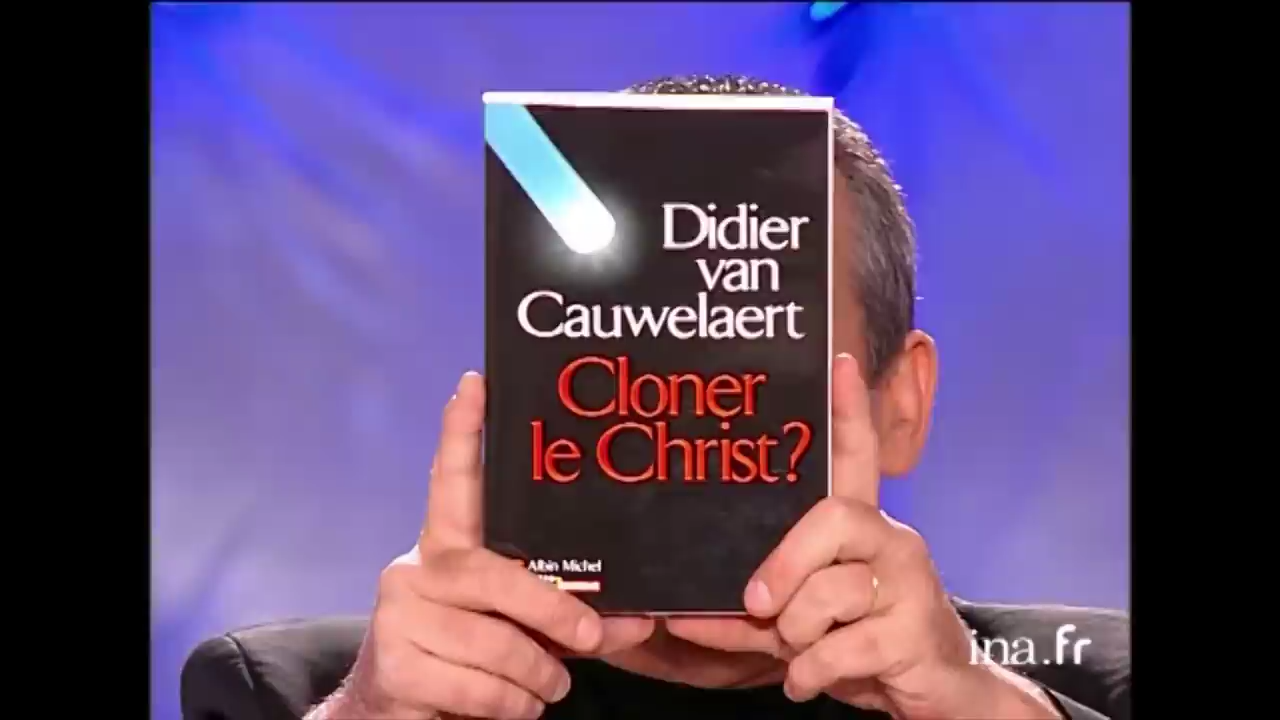 Didier
van
Cauwelaert
Cloner
le Christ?
Albin Michel
ina.fr